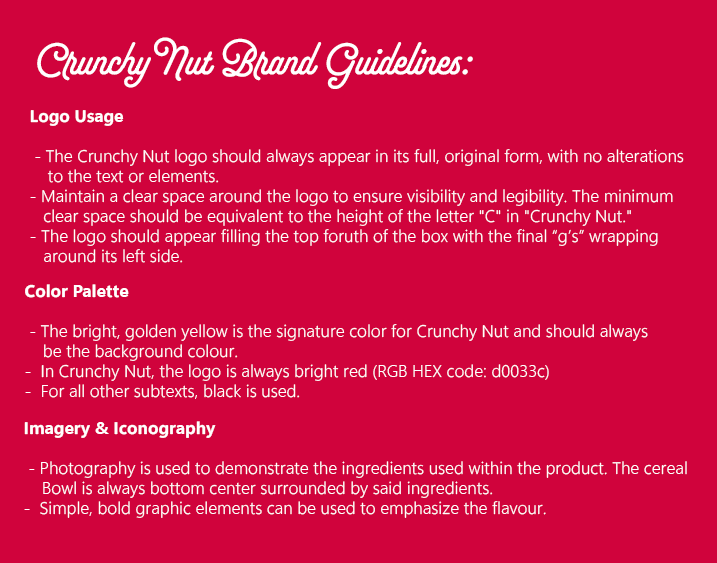 Crunchy Nut Brand Guidelines:
Logo Usage
- The Crunchy Nut logo should always appear in its full, original form, with no alterations
to the text or elements.
- Maintain a clear space around the logo to ensure visibility and legibility. The minimum
clear space should be equivalent to the height of the letter "C" in "Crunchy Nut."
- The logo should appear filling the top foruth of the box with the final “g’s” wrapping
around its left side.
Color Palette
- The bright, golden yellow is the signature color for Crunchy Nut and should always
be the background colour.
- In Crunchy Nut, the logo is always bright red (RGB HEX code: d0033c)
- For all other subtexts, black is used.
Imagery & Iconography
- Photography is used to demonstrate the ingredients used within the product. The cereal
Bowl is always bottom center surrounded by said ingredients.
- Simple, bold graphic elements can be used to emphasize the flavour.